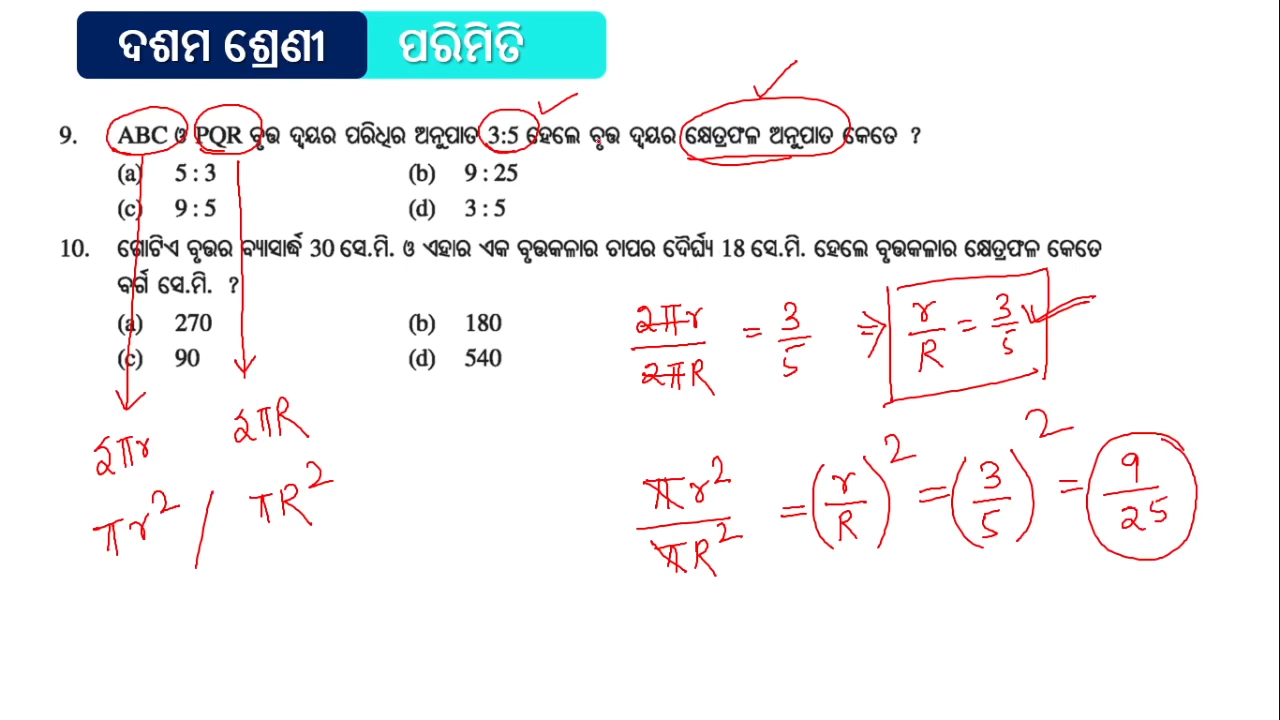 ଦଶମ ଶ୍ରେଣୀ ପରିମିତି
9. ABC ଓ PQR ବୃତ୍ତ ଦ୍ୱୟର ପରିଧିର ଅନୁପାତ 3:5 ହେଲେ ବୃତ୍ତ ଦ୍ୱୟର କ୍ଷେତ୍ରଫଳ ଅନୁପାତ କେତେ ?
(a) 5 : 3 (b) 9 : 25
(c) 9 : 5 (d) 3 : 5
10. ଗୋଟିଏ ବୃତ୍ତର ବ୍ୟାସାର୍ଦ୍ଧ 30 ସେ.ମି. ଓ ଏହାର ଏକ ବୃତ୍ତକଳାର ଚାପର ଦୈର୍ଘ୍ୟ 18 ସେ.ମି. ହେଲେ ବୃତ୍ତକଳାର କ୍ଷେତ୍ରଫଳ କେତେ
ବର୍ଗ ସେ.ମି. ?
(a) 270 (b) 180
(c) 90 (d) 540
2πr / 2πR = 3/5 ⇒ r/R = 3/5
2πr 2πR
πr² / πR²
πr² / πR² = (r/R)² = (3/5)² = 9/25